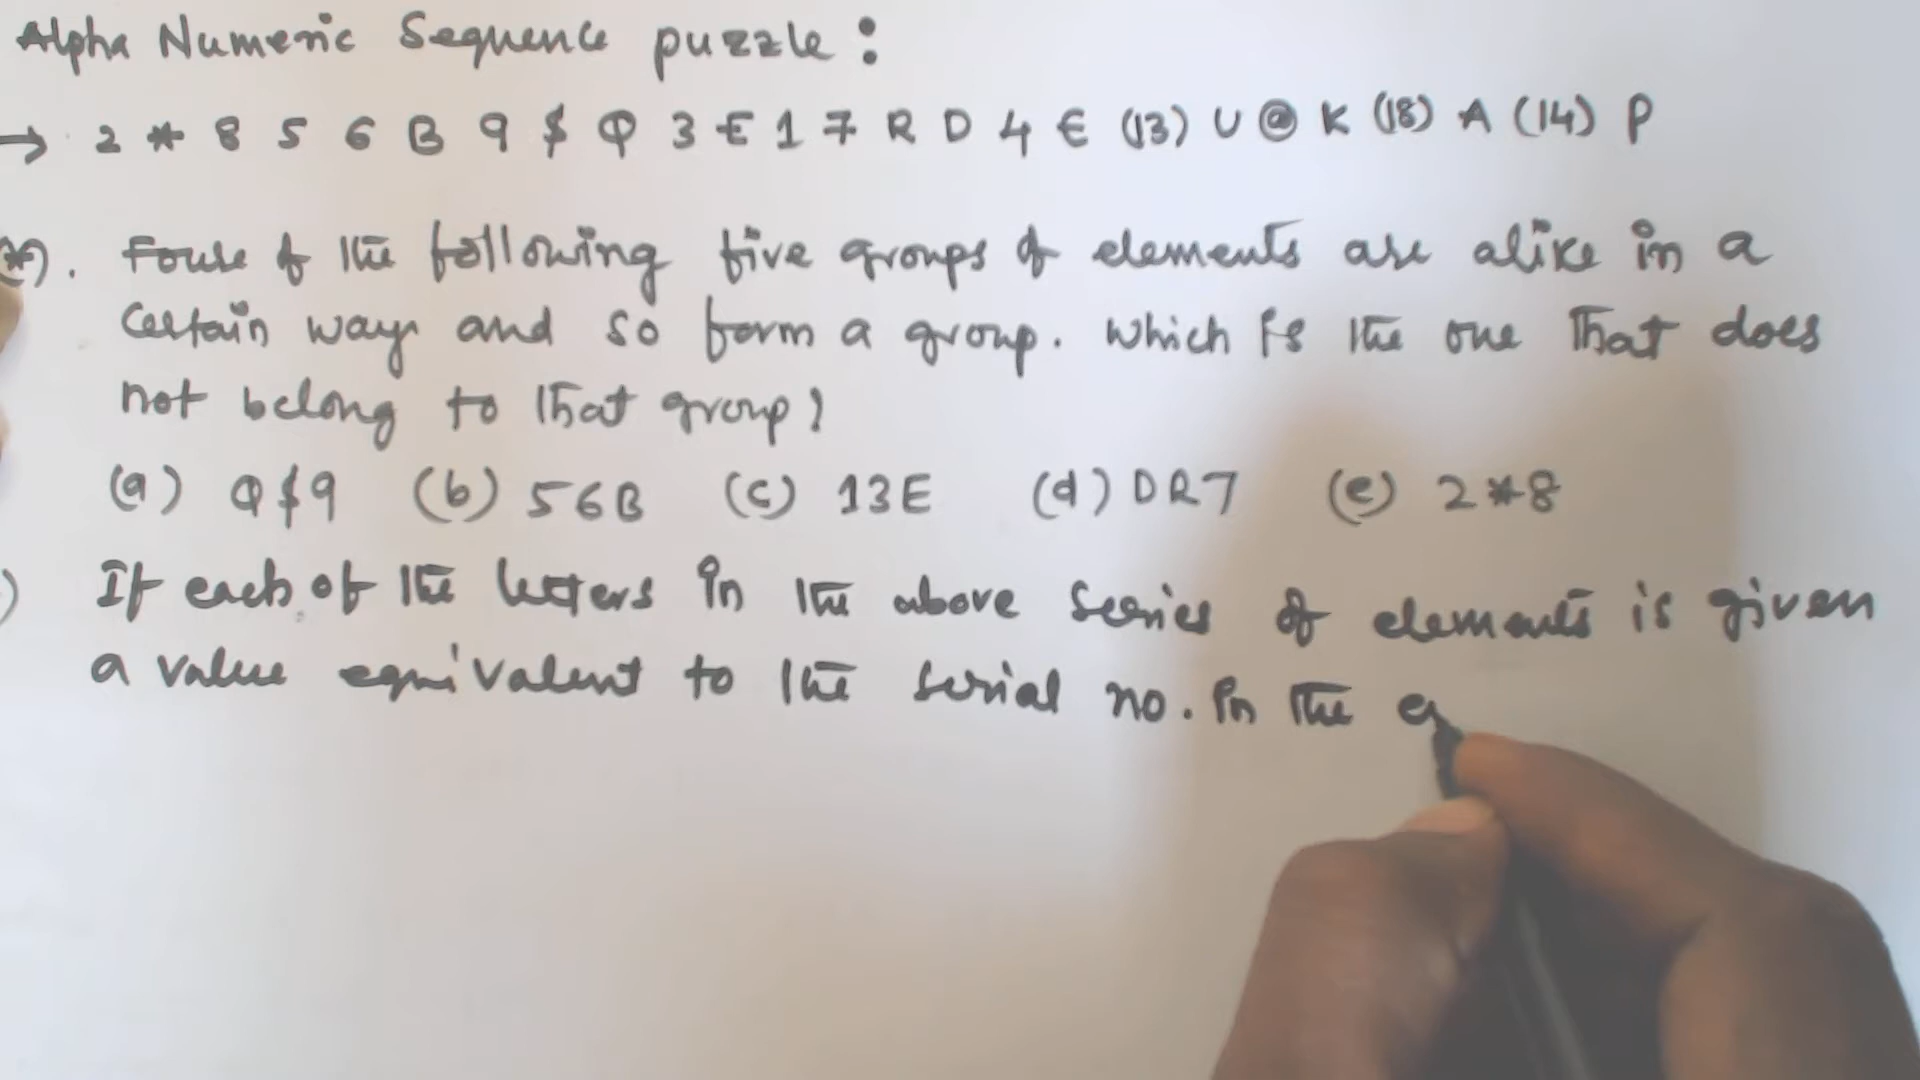 Alpha Numeric Sequence puzzle :
→ 2 * 8 5 6 B 9 $ Q 3 E 1 7 R D 4 € (13) U @ K (18) A (14) P
(*). Four of the following five groups of elements are alike in a
certain way and so form a group. Which is the one that does
not belong to that group?
(a) Q$9 (b) 56B (c) 13E (d) DR7 (e) 2*8
) If each of the letters in the above series of elements is given
a value equivalent to the serial no. in the